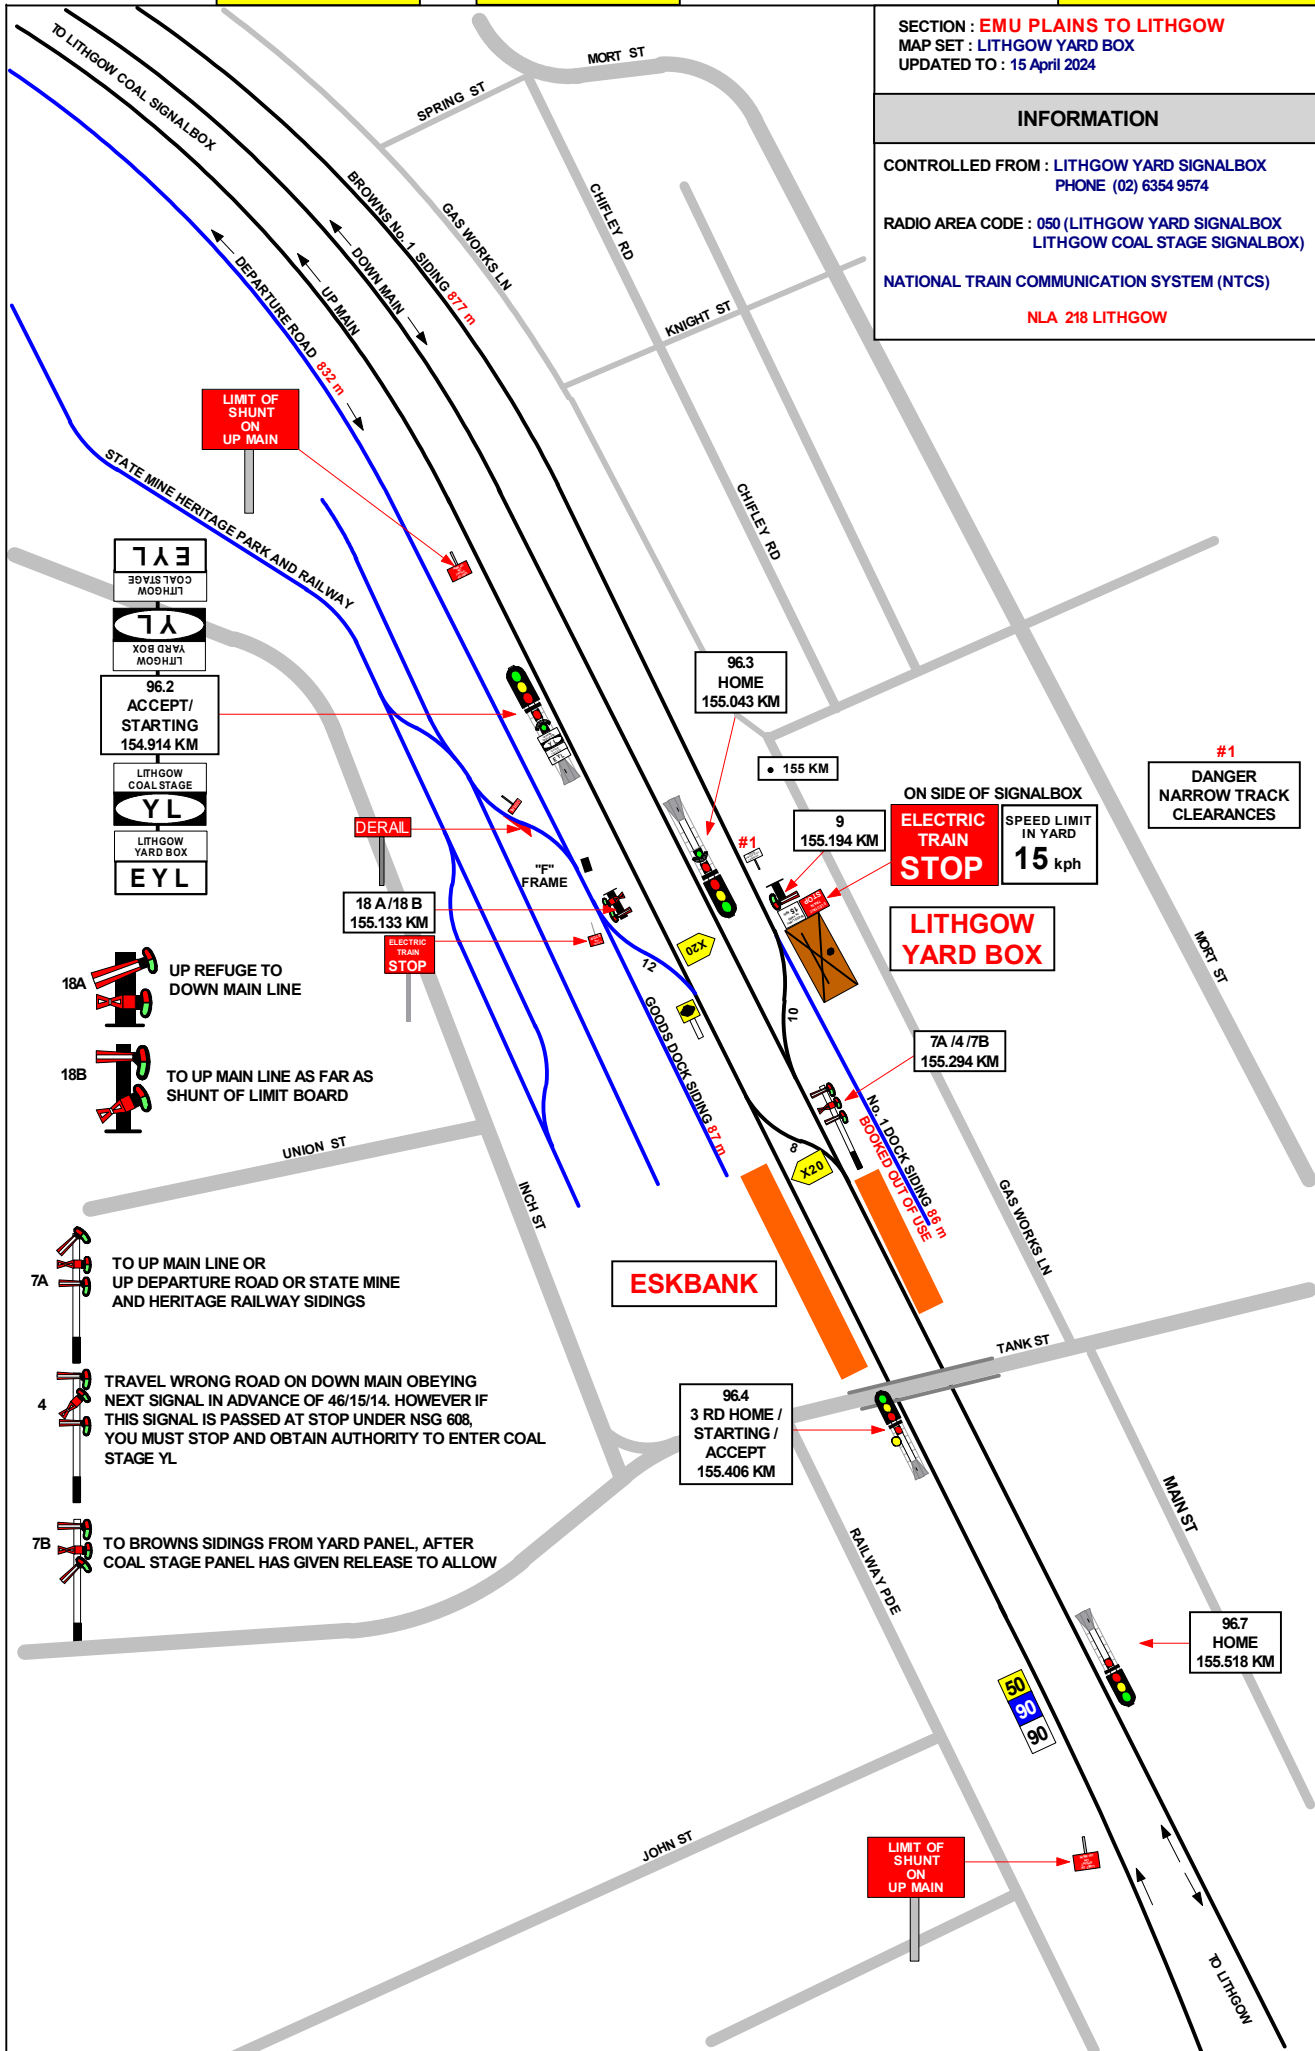 SECTION : EMU PLAINS TO LITHGOW
MAP SET : LITHGOW YARD BOX
UPDATED TO : 15 April 2024
INFORMATION
CONTROLLED FROM : LITHGOW YARD SIGNALBOX
PHONE (02) 6354 9574
RADIO AREA CODE : 050 (LITHGOW YARD SIGNALBOX
LITHGOW COAL STAGE SIGNALBOX)
NATIONAL TRAIN COMMUNICATION SYSTEM (NTCS)
NLA 218 LITHGOW
TO LITHGOW COAL SIGNALBOX
MORT ST
SPRING ST
BROWNS No. 1 SIDING 877 m
GAS WORKS LN
CHIFLEY RD
DOWN MAIN
UP MAIN
DEPARTURE ROAD 832 m
KNIGHT ST
LIMIT OF
SHUNT
ON
UP MAIN
STATE MINE HERITAGE PARK AND RAILWAY
CHIFLEY RD
EYL
LITHGOW
COAL STAGE
YL
LITHGOW
YARD BOX
96.2
ACCEPT/
STARTING
154.914 KM
LITHGOW
COAL STAGE
YL
LITHGOW
YARD BOX
EYL
96.3
HOME
155.043 KM
155 KM
#1
DANGER
NARROW TRACK
CLEARANCES
ON SIDE OF SIGNALBOX
ELECTRIC
TRAIN
STOP
SPEED LIMIT
IN YARD
15 kph
#1
9
155.194 KM
DERAIL
"F"
FRAME
18 A /18 B
155.133 KM
ELECTRIC
TRAIN
STOP
LITHGOW
YARD BOX
STOP
15
X20
12
10
MORT ST
18A
UP REFUGE TO
DOWN MAIN LINE
18B
TO UP MAIN LINE AS FAR AS
SHUNT OF LIMIT BOARD
GOODS DOCK SIDING 87 m
7A /4 /7B
155.294 KM
No. 1 DOCK SIDING 86 m
BOOKED OUT OF USE
8
X20
UNION ST
INCH ST
GAS WORKS LN
7A
TO UP MAIN LINE OR
UP DEPARTURE ROAD OR STATE MINE
AND HERITAGE RAILWAY SIDINGS
ESKBANK
TANK ST
4
TRAVEL WRONG ROAD ON DOWN MAIN OBEYING
NEXT SIGNAL IN ADVANCE OF 46/15/14. HOWEVER IF
THIS SIGNAL IS PASSED AT STOP UNDER NSG 608,
YOU MUST STOP AND OBTAIN AUTHORITY TO ENTER COAL
STAGE YL
96.4
3 RD HOME /
STARTING /
ACCEPT
155.406 KM
7B
TO BROWNS SIDINGS FROM YARD PANEL, AFTER
COAL STAGE PANEL HAS GIVEN RELEASE TO ALLOW
MAIN ST
RAILWAY PDE
96.7
HOME
155.518 KM
50
90
90
JOHN ST
LIMIT OF
SHUNT
ON
UP MAIN
TO LITHGOW